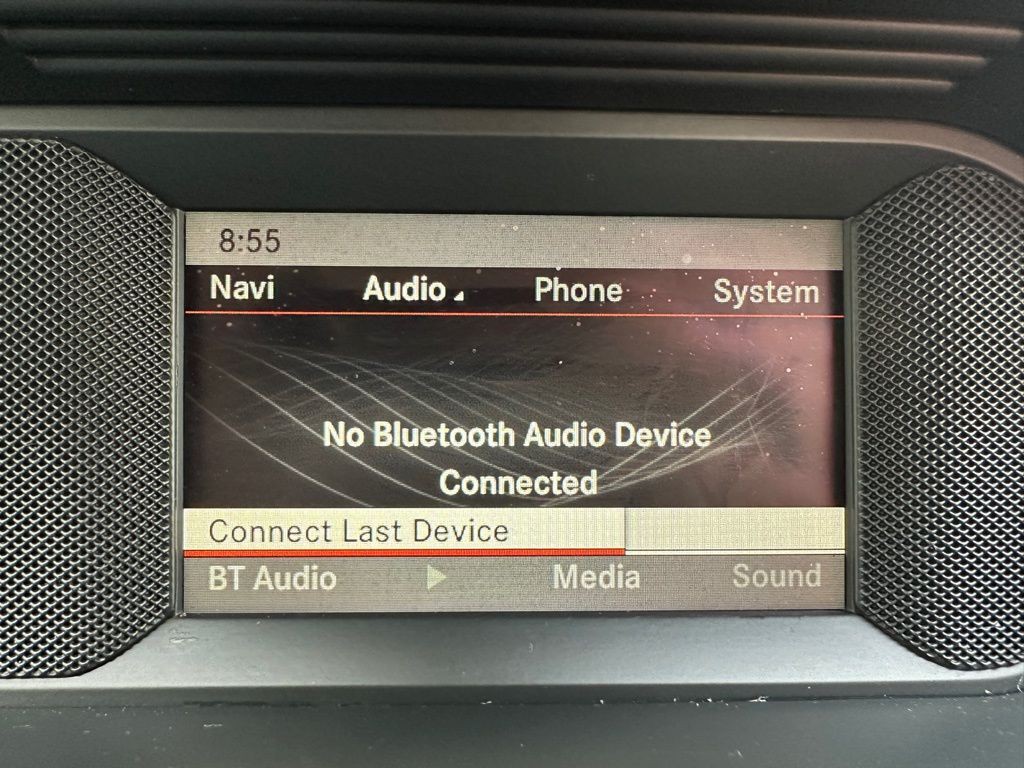 8:55
Navi Audio Phone System
No Bluetooth Audio Device
Connected
Connect Last Device
BT Audio Media Sound